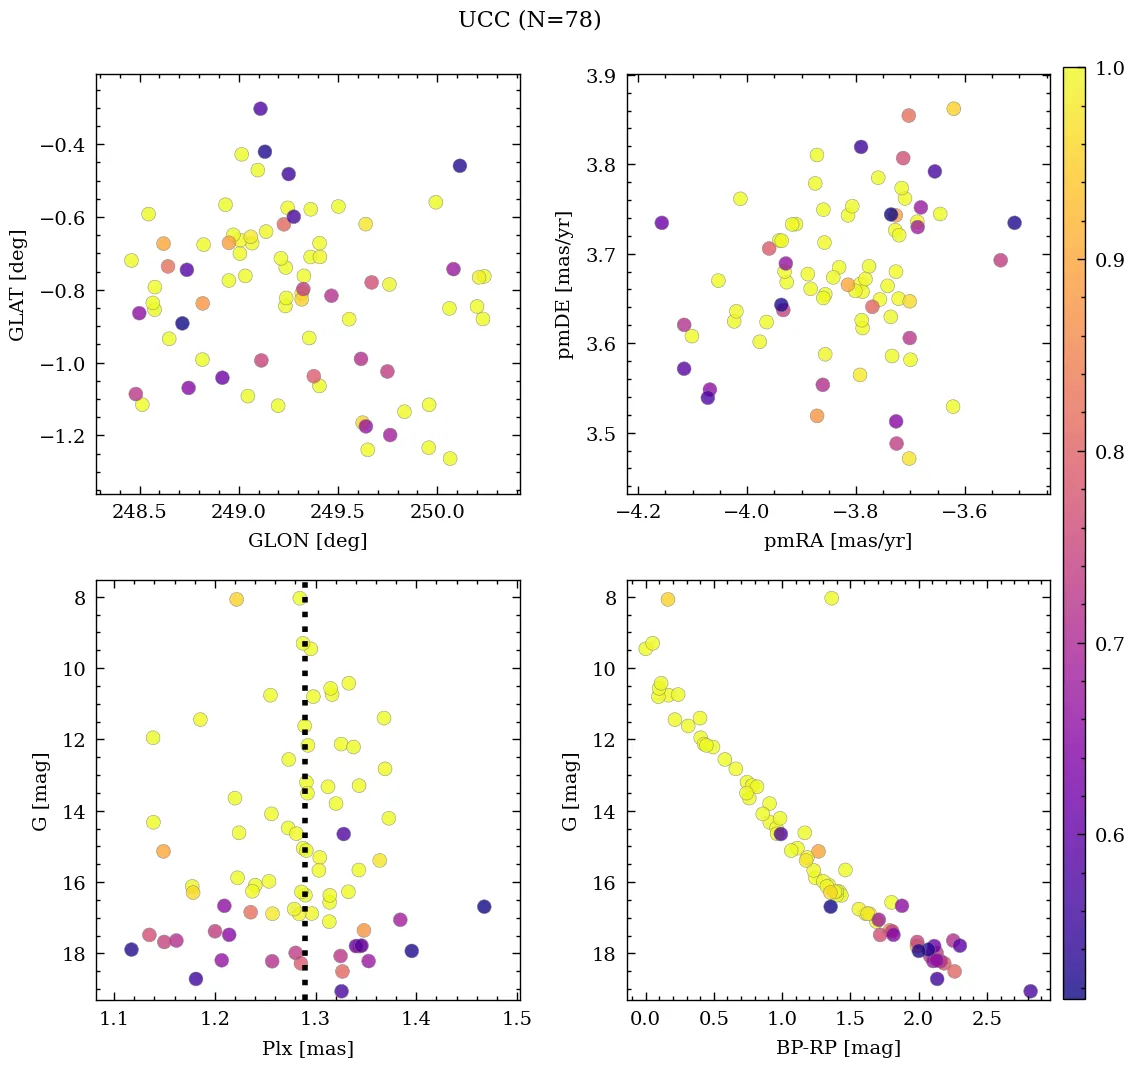 UCC (N=78)
−0.4
−0.6
−0.8
−1.0
−1.2
GLAT [deg]
248.5 249.0 249.5 250.0
GLON [deg]
3.9
3.8
3.7
3.6
3.5
pmDE [mas/yr]
−4.2 −4.0 −3.8 −3.6
pmRA [mas/yr]
1.0
0.9
0.8
0.7
0.6
8
10
12
14
16
18
G [mag]
1.1 1.2 1.3 1.4 1.5
Plx [mas]
8
10
12
14
16
18
G [mag]
0.0 0.5 1.0 1.5 2.0 2.5
BP-RP [mag]